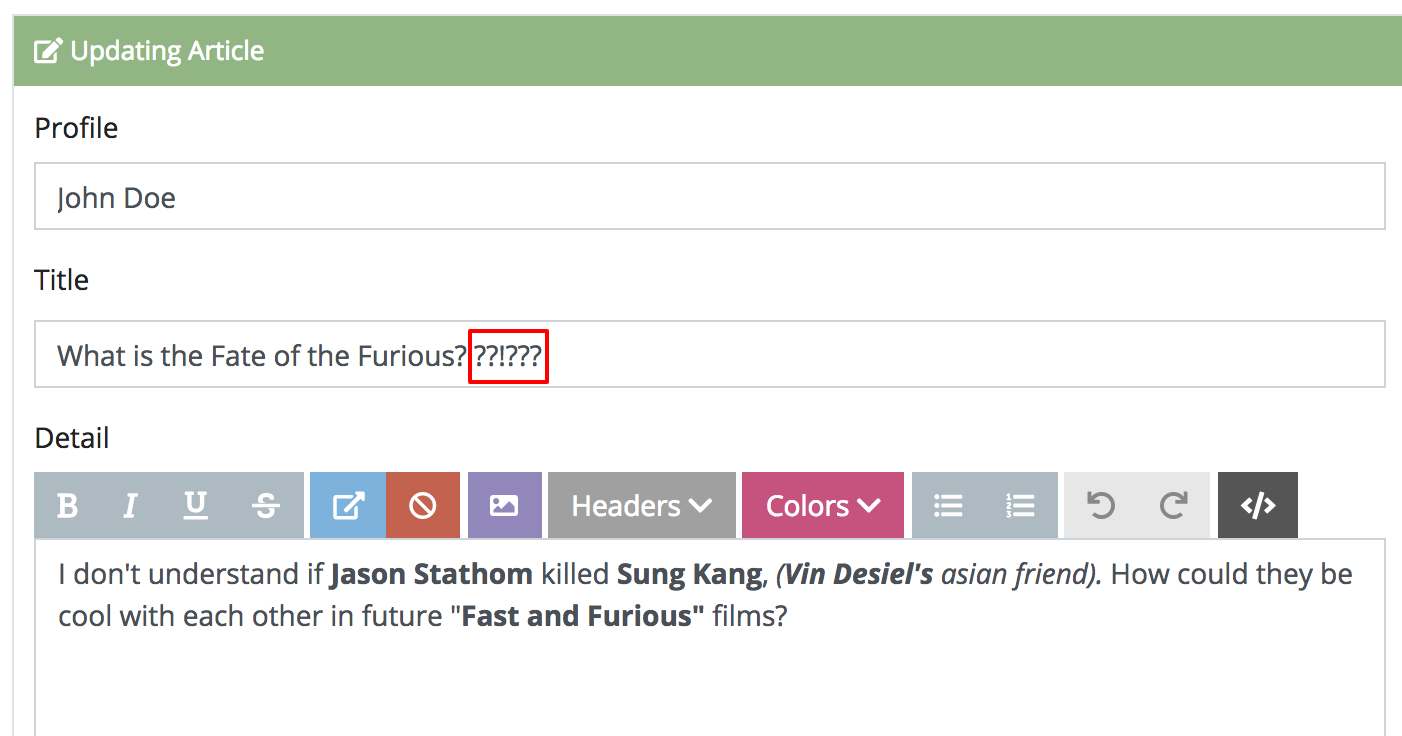 Updating Article
Profile
John Doe
Title
What is the Fate of the Furious? ??!???
Detail
B I U S Headers Colors </>
I don't understand if Jason Stathom killed Sung Kang, (Vin Desiel's asian friend). How could they be
cool with each other in future "Fast and Furious" films?